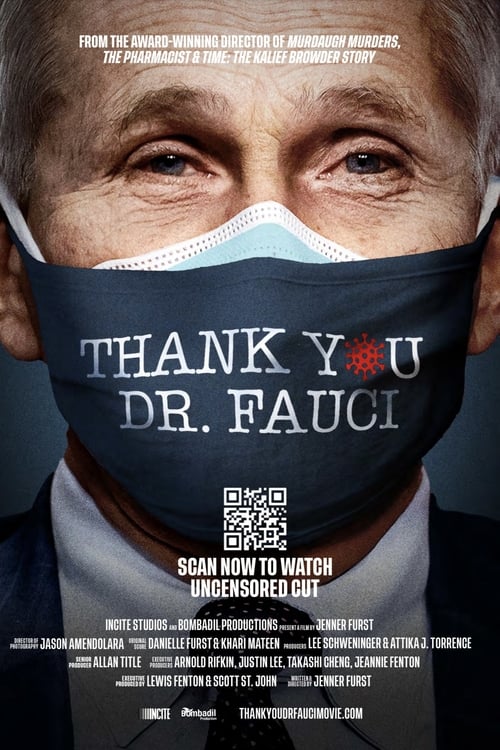 FROM THE AWARD-WINNING DIRECTOR OF MURDAUGH MURDERS,
THE PHARMACIST & TIME: THE KALIEF BROWDER STORY
THANK YOU
DR. FAUCI
SCAN NOW TO WATCH
UNCENSORED CUT
INCITE STUDIOS AND BOMBADIL PRODUCTIONS PRESENT A FILM BY JENNER FURST
DIRECTOR OF PHOTOGRAPHY JASON AMENDOLARA ORIGINAL SCORE DANIELLE FURST & KHARI MATEEN PRODUCERS LEE SCHWENINGER & ATTIKA J. TORRENCE
SENIOR PRODUCER ALLAN TITLE EXECUTIVE PRODUCERS ARNOLD RIFKIN, JUSTIN LEE, TAKASHI CHENG, JEANNIE FENTON
EXECUTIVE PRODUCED BY LEWIS FENTON & SCOTT ST. JOHN WRITTEN & DIRECTED BY JENNER FURST
INCITE Bombadil Production THANKYOUDRFAUCIMOVIE.COM